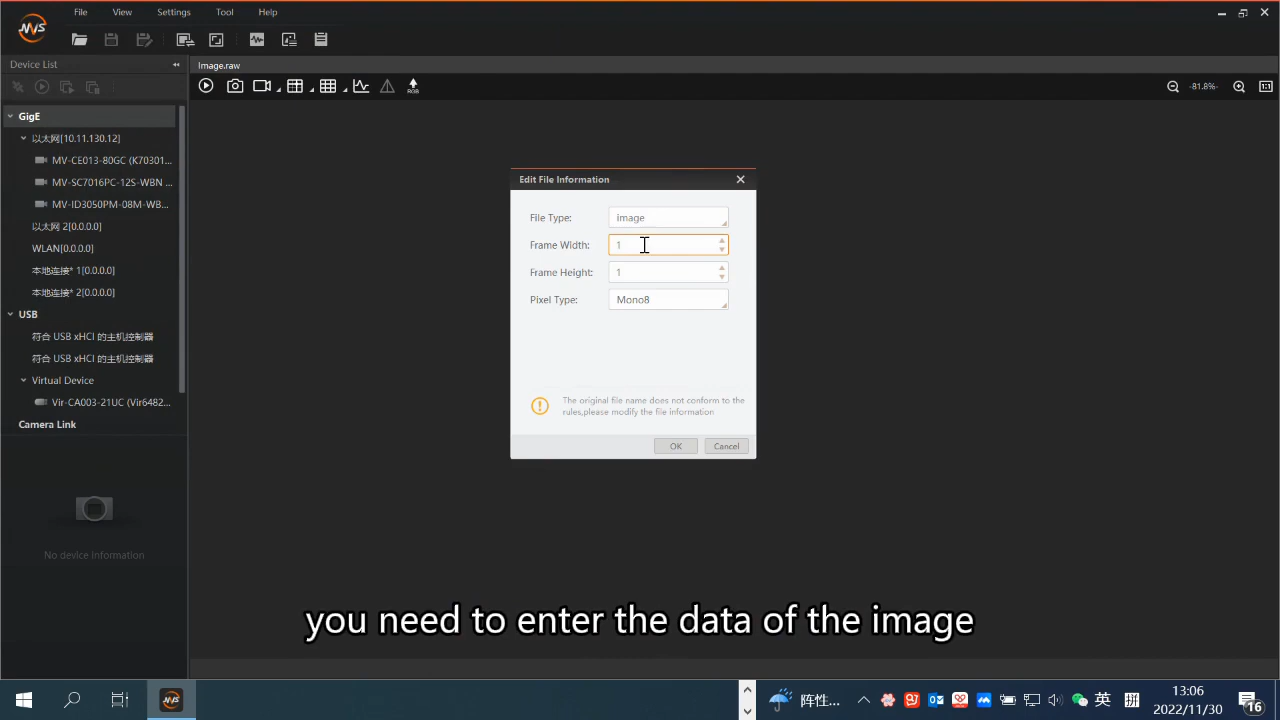 File View Settings Tool Help
MVS
Device List
Image.raw
-81.8%-
1:1
RGB
GigE
以太网[10.11.130.12]
MV-CE013-80GC (K70301...
MV-SC7016PC-12S-WBN ...
MV-ID3050PM-08M-WB...
以太网 2[0.0.0.0]
WLAN[0.0.0.0]
本地连接* 1[0.0.0.0]
本地连接* 2[0.0.0.0]
USB
符合 USB xHCI 的主机控制器
符合 USB xHCI 的主机控制器
Virtual Device
Vir-CA003-21UC (Vir6482...
Camera Link
No device information
Edit File Information
File Type: image
Frame Width: 1
Frame Height: 1
Pixel Type: Mono8
The original file name does not conform to the
rules,please modify the file information
OK Cancel
you need to enter the data of the image
MVS
阵性...
英
拼
13:06
2022/11/30
16